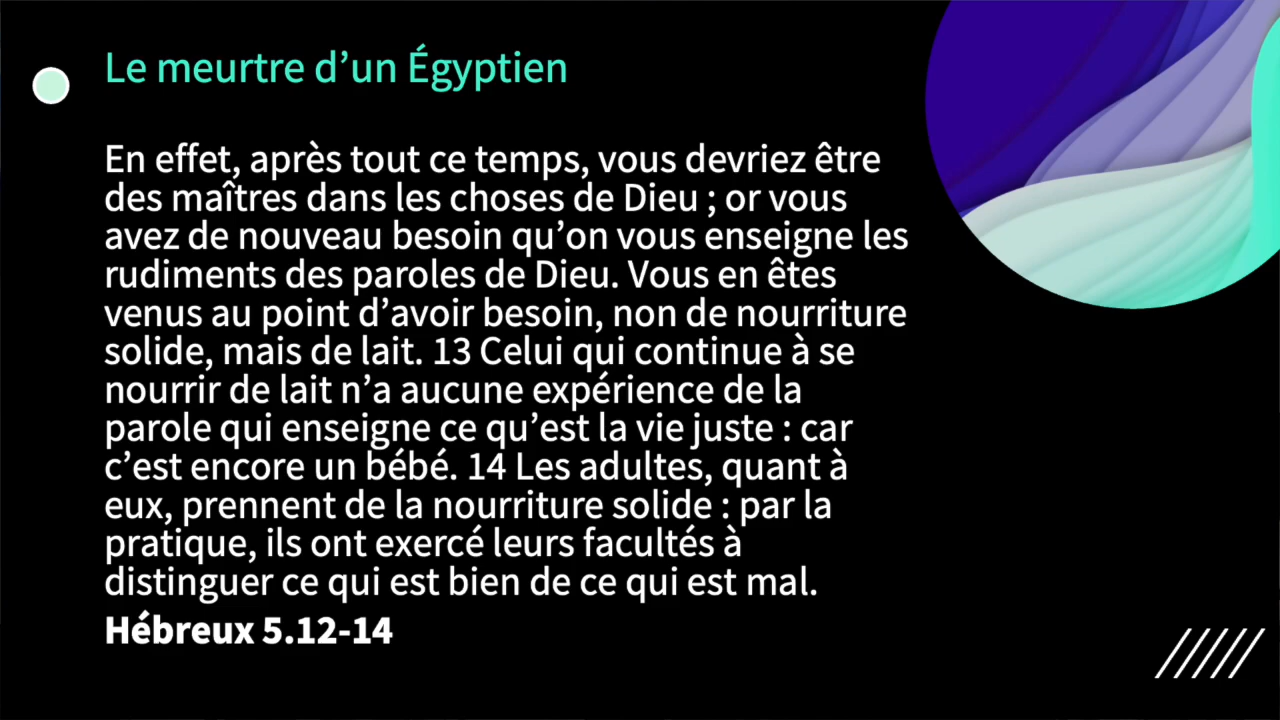 Le meurtre d’un Égyptien
En effet, après tout ce temps, vous devriez être
des maîtres dans les choses de Dieu ; or vous
avez de nouveau besoin qu’on vous enseigne les
rudiments des paroles de Dieu. Vous en êtes
venus au point d’avoir besoin, non de nourriture
solide, mais de lait. 13 Celui qui continue à se
nourrir de lait n’a aucune expérience de la
parole qui enseigne ce qu’est la vie juste : car
c’est encore un bébé. 14 Les adultes, quant à
eux, prennent de la nourriture solide : par la
pratique, ils ont exercé leurs facultés à
distinguer ce qui est bien de ce qui est mal.
Hébreux 5.12-14